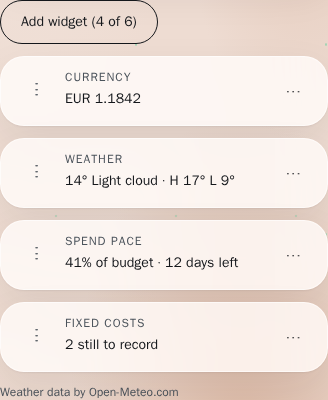 Add widget (4 of 6)
CURRENCY
EUR 1.1842
WEATHER
14° Light cloud · H 17° L 9°
SPEND PACE
41% of budget · 12 days left
FIXED COSTS
2 still to record
Weather data by Open-Meteo.com